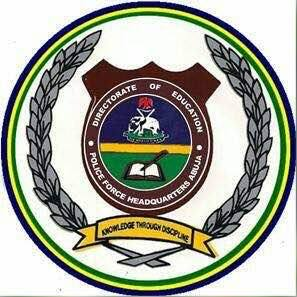 DIRECTORATE OF EDUCATION
POLICE FORCE HEADQUARTERS ABUJA
KNOWLEDGE THROUGH DISCIPLINE